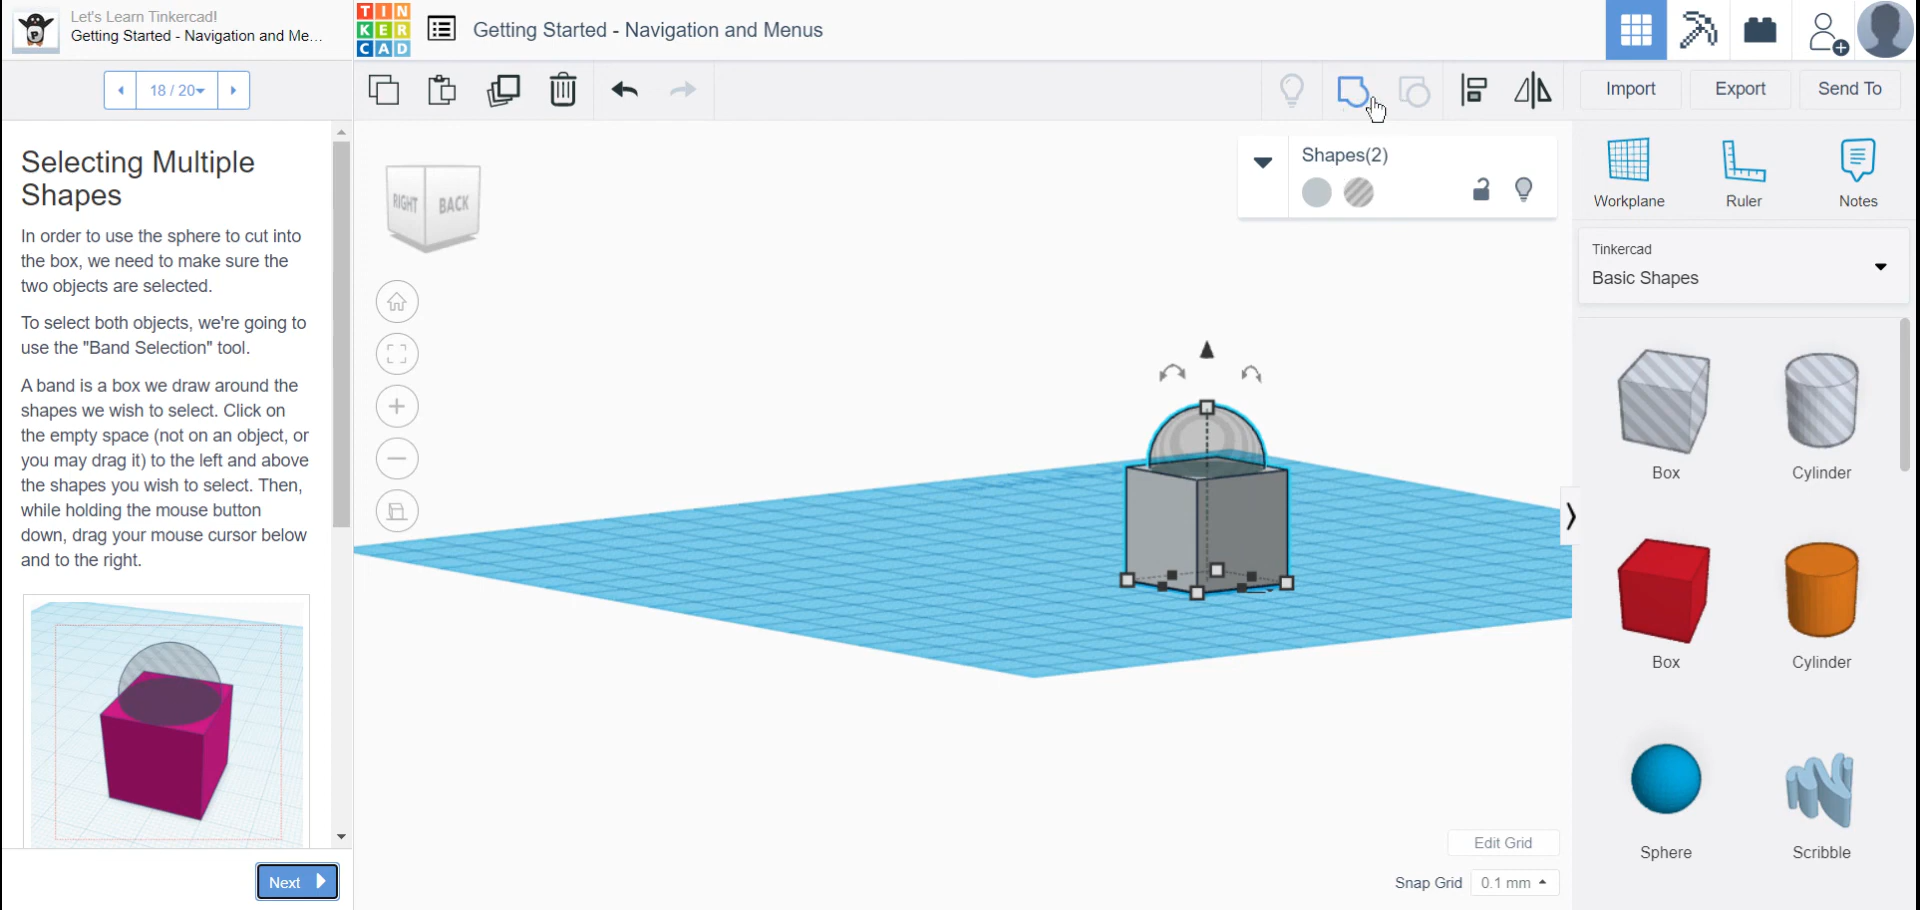 Let's Learn Tinkercad!
Getting Started - Navigation and Me...
TIN
KER
CAD
Getting Started - Navigation and Menus
18 / 20
Import
Export
Send To
Selecting Multiple
Shapes
In order to use the sphere to cut into
the box, we need to make sure the
two objects are selected.
To select both objects, we're going to
use the "Band Selection" tool.
A band is a box we draw around the
shapes we wish to select. Click on
the empty space (not on an object, or
you may drag it) to the left and above
the shapes you wish to select. Then,
while holding the mouse button
down, drag your mouse cursor below
and to the right.
Next
RIGHT
BACK
Shapes(2)
Workplane
Ruler
Notes
Tinkercad
Basic Shapes
Box
Cylinder
Box
Cylinder
Sphere
Scribble
Edit Grid
Snap Grid
0.1 mm